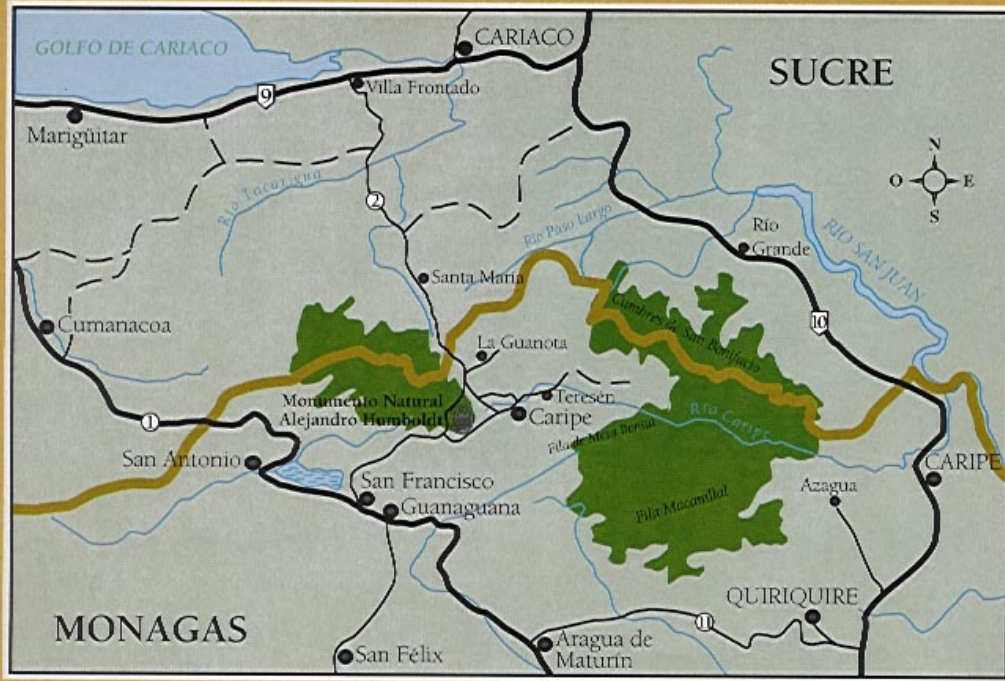 GOLFO DE CARIACO
CARIACO
SUCRE
9
Villa Frontado
Marigüitar
N
O E
S
Río Tacarigua
2
Río Paso Largo
Río
Grande
RÍO SAN JUAN
Santa María
Cumanacoa
Cumbres de San Bonifacio
10
La Guanota
Monumento Natural
Alejandro Humboldt
Teresén
Caripe
Río Caripe
1
Fila de Mesa Bonita
San Antonio
CARIPE
San Francisco
Azagua
Guanaguana
Fila Macanillal
QUIRIQUIRE
MONAGAS
11
Aragua de
Maturín
San Félix